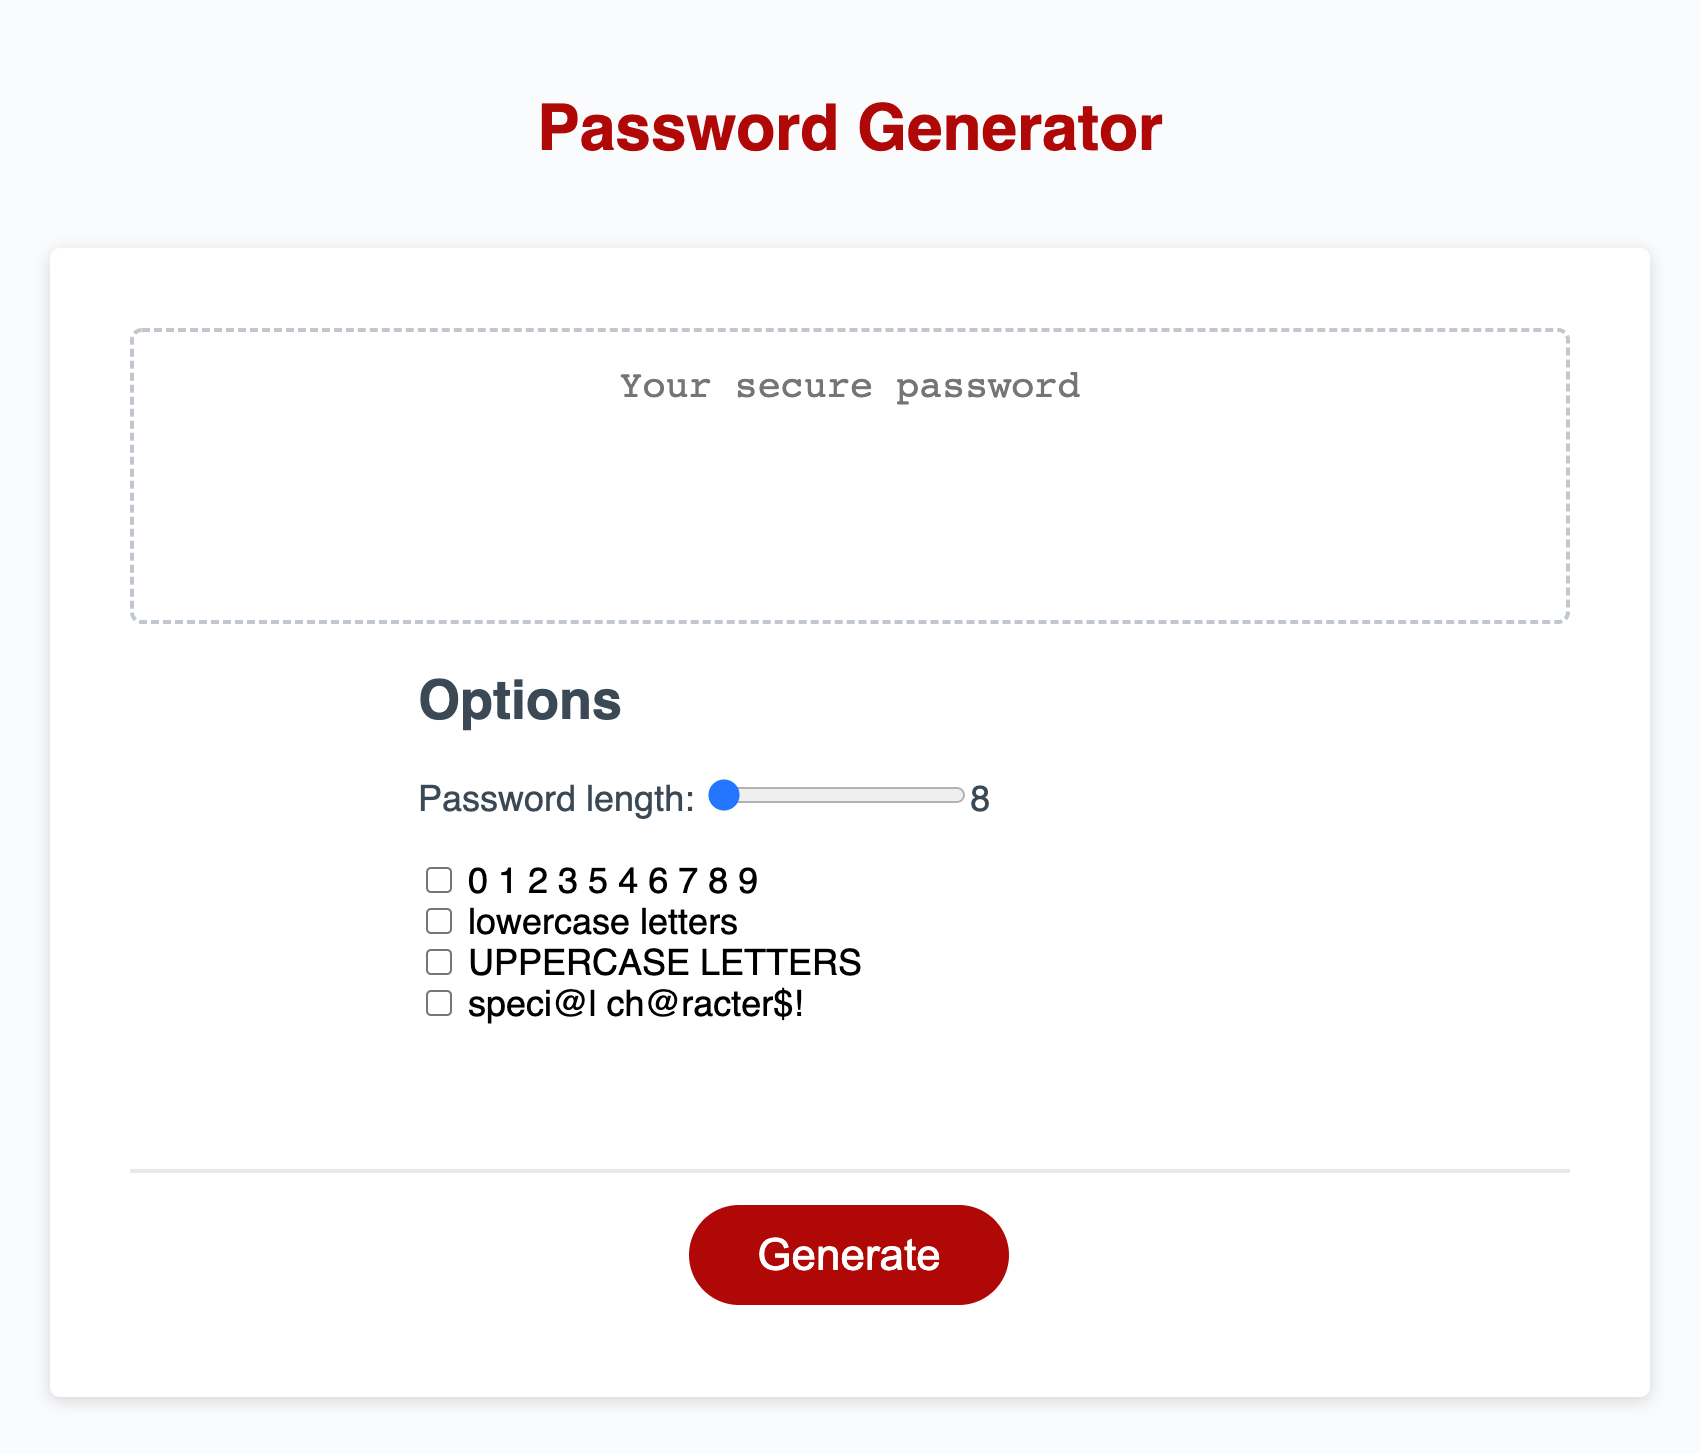 Password Generator
Your secure password
Options
Password length: 8
0 1 2 3 5 4 6 7 8 9
lowercase letters
UPPERCASE LETTERS
speci@l ch@racter$!
Generate